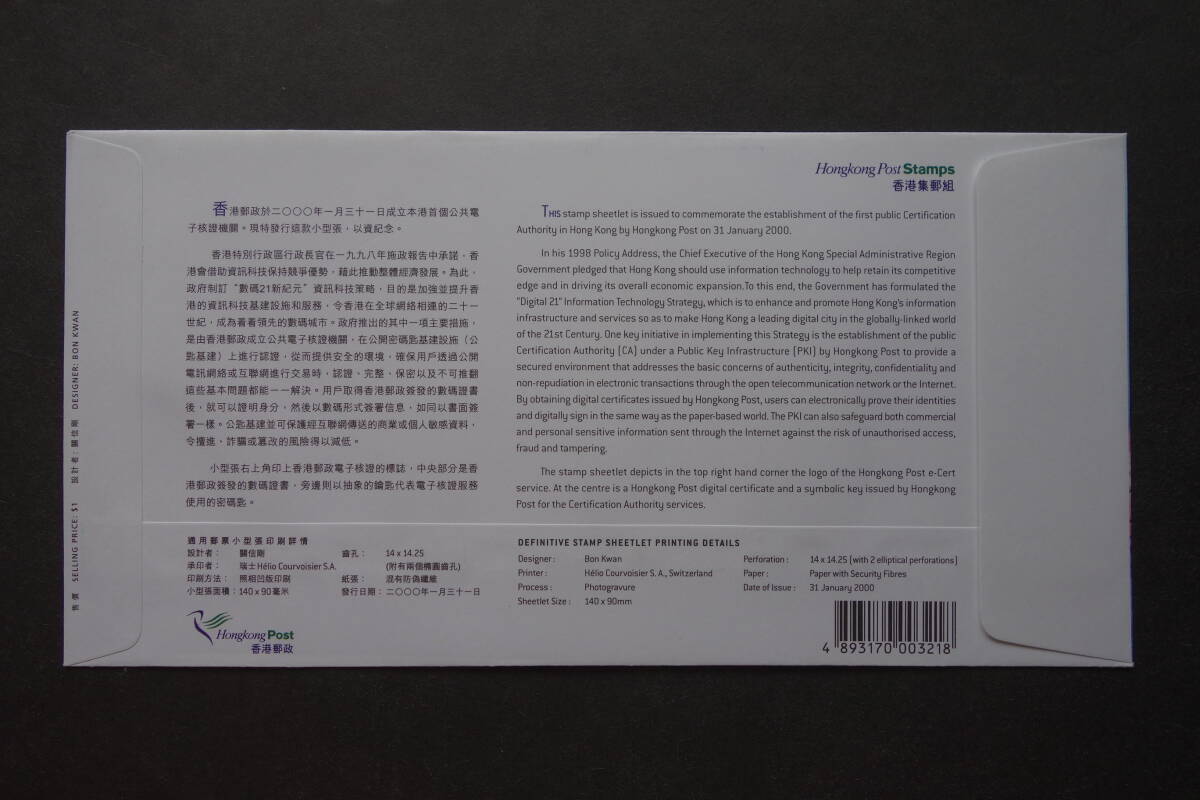 Hongkong Post Stamps
香港集郵組
香港郵政於二〇〇〇年一月三十一日成立本港首個公共電
子核證機關。現特發行這款小型張，以資紀念。
香港特別行政區行政長官在一九九八年施政報告中承諾，香
港會借助資訊科技保持競爭優勢，藉此推動整體經濟發展。為此，
政府制訂“數碼21新紀元”資訊科技策略，目的是加強並提升香
港的資訊科技基建設施和服務，令香港在全球網絡相連的二十一
世紀，成為着看領先的數碼城市。政府推出的其中一項主要措施，
是由香港郵政成立公共電子核證機關，在公開密碼匙基建設施（公
匙基建）上進行認證，從而提供安全的環境，確保用戶透過公開
電訊網絡或互聯網進行交易時，認證、完整、保密以及不可推翻
這些基本問題都能一一解決。用戶取得香港郵政簽發的數碼證書
後，就可以證明身分，然後以數碼形式簽署信息，如同以書面簽
署一樣。公匙基建並可保護經互聯網傳送的商業或個人敏感資料，
令擅進、詐騙或篡改的風險得以減低。
小型張右上角印上香港郵政電子核證的標誌，中央部分是香
港郵政簽發的數碼證書，旁邊則以抽象的鑰匙代表電子核證服務
使用的密碼匙。
THIS stamp sheetlet is issued to commemorate the establishment of the first public Certification
Authority in Hong Kong by Hongkong Post on 31 January 2000.
In his 1998 Policy Address, the Chief Executive of the Hong Kong Special Administrative Region
Government pledged that Hong Kong should use information technology to help retain its competitive
edge and in driving its overall economic expansion.To this end, the Government has formulated the
"Digital 21" Information Technology Strategy, which is to enhance and promote Hong Kong's information
infrastructure and services so as to make Hong Kong a leading digital city in the globally-linked world
of the 21st Century. One key initiative in implementing this Strategy is the establishment of the public
Certification Authority (CA) under a Public Key Infrastructure (PKI) by Hongkong Post to provide a
secured environment that addresses the basic concerns of authenticity, integrity, confidentiality and
non-repudiation in electronic transactions through the open telecommunication network or the Internet.
By obtaining digital certificates issued by Hongkong Post, users can electronically prove their identities
and digitally sign in the same way as the paper-based world. The PKI can also safeguard both commercial
and personal sensitive information sent through the Internet against the risk of unauthorised access,
fraud and tampering.
The stamp sheetlet depicts in the top right hand corner the logo of the Hongkong Post e-Cert
service. At the centre is a Hongkong Post digital certificate and a symbolic key issued by Hongkong
Post for the Certification Authority services.
售價 SELLING PRICE: $1 設計者：關信剛 DESIGNER: BON KWAN
通用郵票小型張印刷詳情
設計者： 關信剛 齒孔： 14 x 14.25
承印者： 瑞士 Hélio Courvoisier S.A. (附有兩個橢圓齒孔)
印刷方法： 照相凹版印刷 紙張： 混有防偽纖維
小型張面積：140 x 90毫米 發行日期：二〇〇〇年一月三十一日
DEFINITIVE STAMP SHEETLET PRINTING DETAILS
Designer : Bon Kwan Perforation : 14 x 14.25 (with 2 elliptical perforations)
Printer : Hélio Courvoisier S. A., Switzerland Paper : Paper with Security Fibres
Process : Photogravure Date of Issue : 31 January 2000
Sheetlet Size : 140 x 90mm
Hongkong Post
香港郵政
4 893170 003218